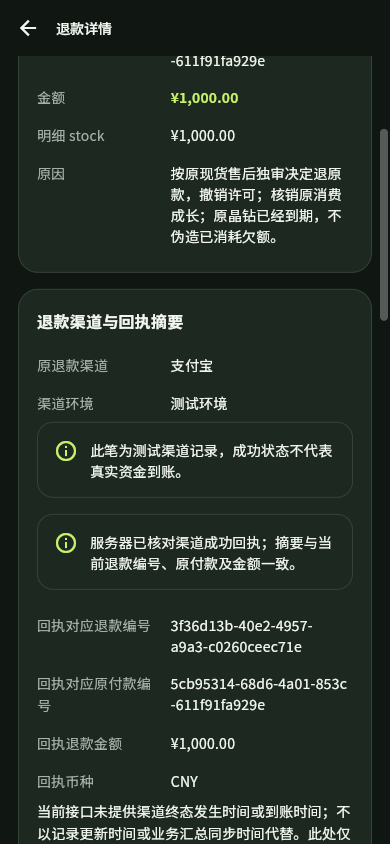 退款详情
-611f91fa929e
金额 ¥1,000.00
明细 stock ¥1,000.00
原因 按原现货售后独审决定退原
款，撤销许可；核销原消费
成长；原晶钻已经到期，不
伪造已消耗欠额。
退款渠道与回执摘要
原退款渠道 支付宝
渠道环境 测试环境
此笔为测试渠道记录，成功状态不代表
真实资金到账。
服务器已核对渠道成功回执；摘要与当
前退款编号、原付款及金额一致。
回执对应退款编号 3f36d13b-40e2-4957-
a9a3-c0260ceec71e
回执对应原付款编 5cb95314-68d6-4a01-853c
号 -611f91fa929e
回执退款金额 ¥1,000.00
回执币种 CNY
当前接口未提供渠道终态发生时间或到账时间；不
以记录更新时间或业务汇总同步时间代替。此处仅